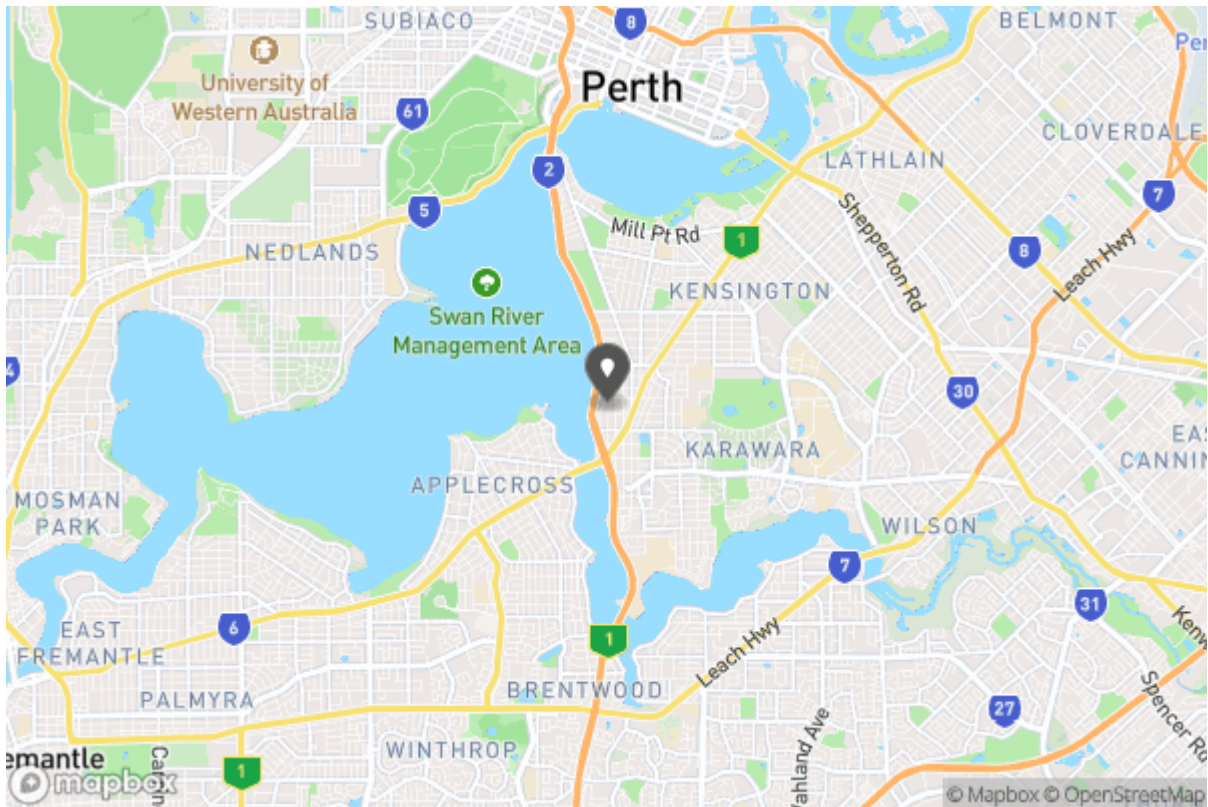 SUBIACO
8
BELMONT
University of
Western Australia
Perth
61
CLOVERDALE
LATHLAIN
2
7
5
Mill Pt Rd
1
Shepperton Rd
8
Leach Hwy
NEDLANDS
KENSINGTON
Swan River
Management Area
30
KARAWARA
APPLECROSS
MOSMAN
PARK
WILSON
7
31
6
EAST
FREMANTLE
1
Leach Hwy
BRENTWOOD
PALMYRA
27
Spencer Rd
WINTHROP
emantle
1
mapbox
© Mapbox © OpenStreetMap